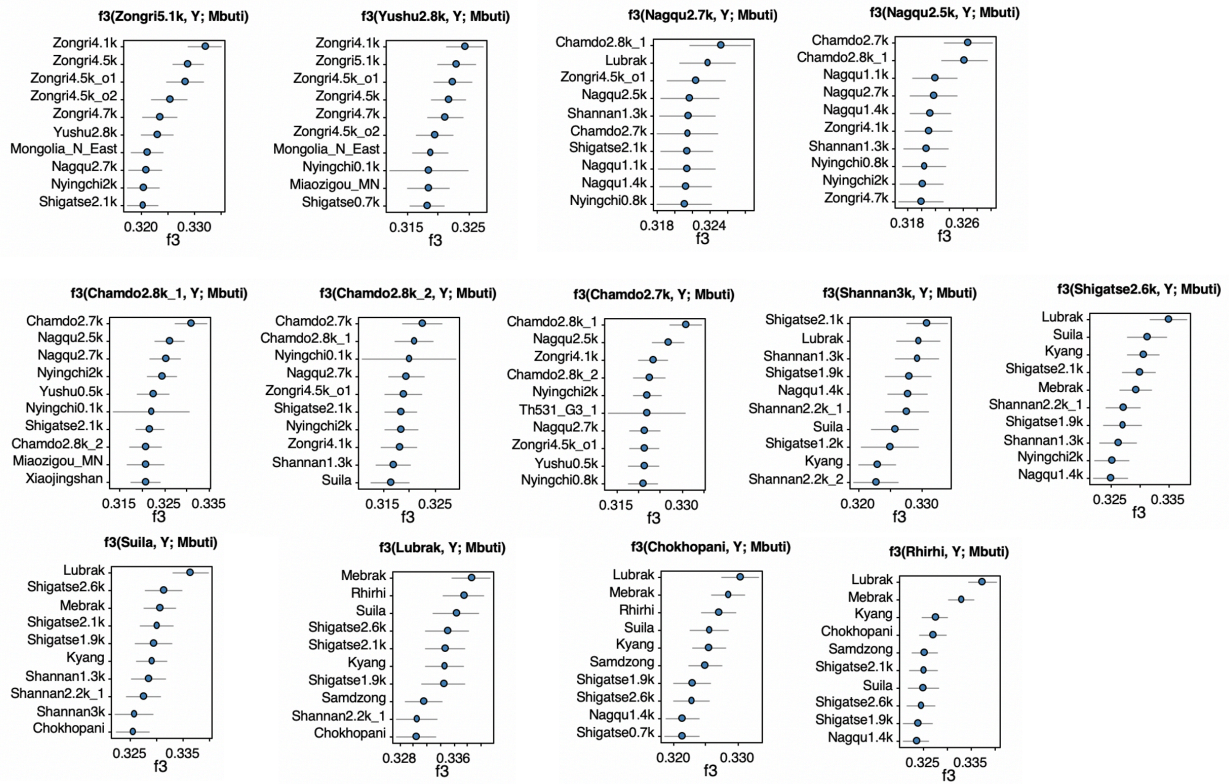 f3(Zongri5.1k, Y; Mbuti)
Zongri4.1k
Zongri4.5k
Zongri4.5k_o1
Zongri4.5k_o2
Zongri4.7k
Yushu2.8k
Mongolia_N_East
Nagqu2.7k
Nyingchi2k
Shigatse2.1k
0.320 0.330
f3
f3(Yushu2.8k, Y; Mbuti)
Zongri4.1k
Zongri5.1k
Zongri4.5k_o1
Zongri4.5k
Zongri4.7k
Zongri4.5k_o2
Mongolia_N_East
Nyingchi0.1k
Miaozigou_MN
Shigatse0.7k
0.315 0.325
f3
f3(Nagqu2.7k, Y; Mbuti)
Chamdo2.8k_1
Lubrak
Zongri4.5k_o1
Nagqu2.5k
Shannan1.3k
Chamdo2.7k
Shigatse2.1k
Nagqu1.1k
Nagqu1.4k
Nyingchi0.8k
0.318 0.324
f3
f3(Nagqu2.5k, Y; Mbuti)
Chamdo2.7k
Chamdo2.8k_1
Nagqu1.1k
Nagqu2.7k
Nagqu1.4k
Zongri4.1k
Shannan1.3k
Nyingchi0.8k
Nyingchi2k
Zongri4.7k
0.318 0.326
f3
f3(Chamdo2.8k_1, Y; Mbuti)
Chamdo2.7k
Nagqu2.5k
Nagqu2.7k
Nyingchi2k
Yushu0.5k
Nyingchi0.1k
Shigatse2.1k
Chamdo2.8k_2
Miaozigou_MN
Xiaojingshan
0.315 0.325 0.335
f3
f3(Chamdo2.8k_2, Y; Mbuti)
Chamdo2.7k
Chamdo2.8k_1
Nyingchi0.1k
Nagqu2.7k
Zongri4.5k_o1
Shigatse2.1k
Nyingchi2k
Zongri4.1k
Shannan1.3k
Suila
0.315 0.325
f3
f3(Chamdo2.7k, Y; Mbuti)
Chamdo2.8k_1
Nagqu2.5k
Zongri4.1k
Chamdo2.8k_2
Nyingchi2k
Th531_G3_1
Nagqu2.7k
Zongri4.5k_o1
Yushu0.5k
Nyingchi0.8k
0.315 0.330
f3
f3(Shannan3k, Y; Mbuti)
Shigatse2.1k
Lubrak
Shannan1.3k
Shigatse1.9k
Nagqu1.4k
Shannan2.2k_1
Suila
Shigatse1.2k
Kyang
Shannan2.2k_2
0.320 0.330
f3
f3(Shigatse2.6k, Y; Mbuti)
Lubrak
Suila
Kyang
Shigatse2.1k
Mebrak
Shannan2.2k_1
Shigatse1.9k
Shannan1.3k
Nyingchi2k
Nagqu1.4k
0.325 0.335
f3
f3(Suila, Y; Mbuti)
Lubrak
Shigatse2.6k
Mebrak
Shigatse2.1k
Shigatse1.9k
Kyang
Shannan1.3k
Shannan2.2k_1
Shannan3k
Chokhopani
0.325 0.335
f3
f3(Lubrak, Y; Mbuti)
Mebrak
Rhirhi
Suila
Shigatse2.6k
Shigatse2.1k
Kyang
Shigatse1.9k
Samdzong
Shannan2.2k_1
Chokhopani
0.328 0.336
f3
f3(Chokhopani, Y; Mbuti)
Lubrak
Mebrak
Rhirhi
Suila
Kyang
Samdzong
Shigatse1.9k
Shigatse2.6k
Nagqu1.4k
Shigatse0.7k
0.320 0.330
f3
f3(Rhirhi, Y; Mbuti)
Lubrak
Mebrak
Kyang
Chokhopani
Samdzong
Shigatse2.1k
Suila
Shigatse2.6k
Shigatse1.9k
Nagqu1.4k
0.325 0.335
f3